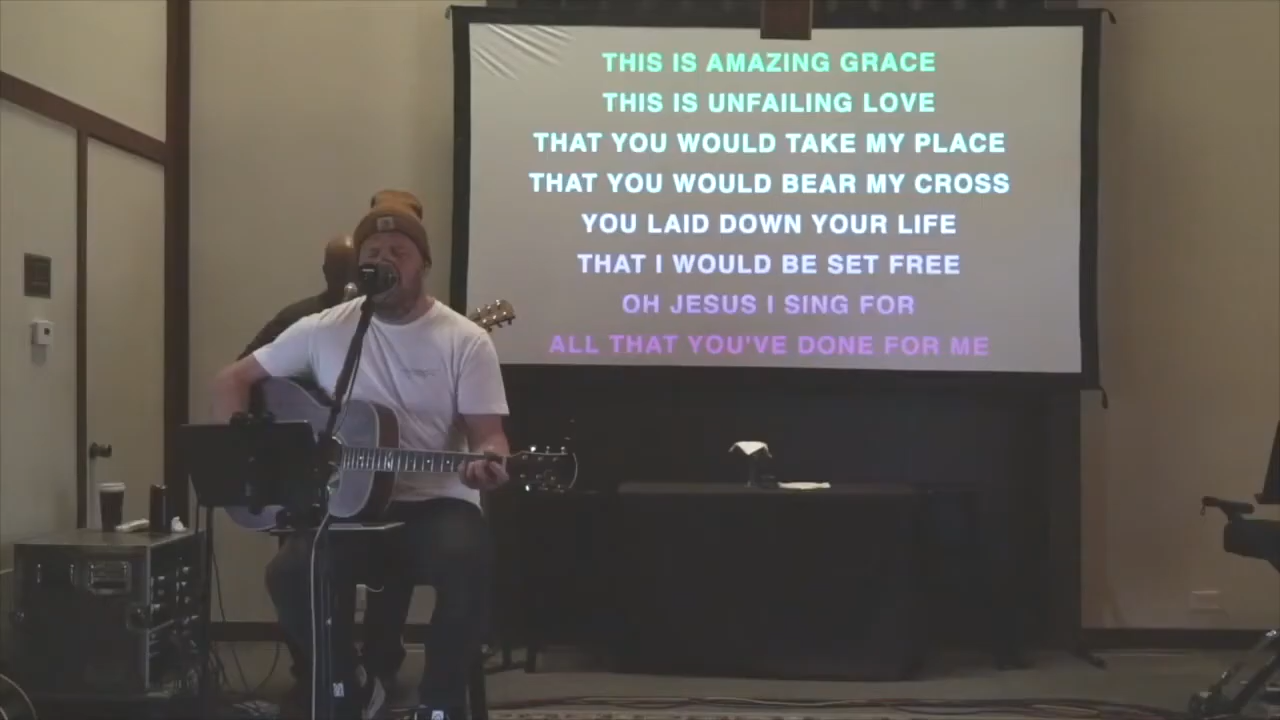 THIS IS AMAZING GRACE
THIS IS UNFAILING LOVE
THAT YOU WOULD TAKE MY PLACE
THAT YOU WOULD BEAR MY CROSS
YOU LAID DOWN YOUR LIFE
THAT I WOULD BE SET FREE
OH JESUS I SING FOR
ALL THAT YOU'VE DONE FOR ME